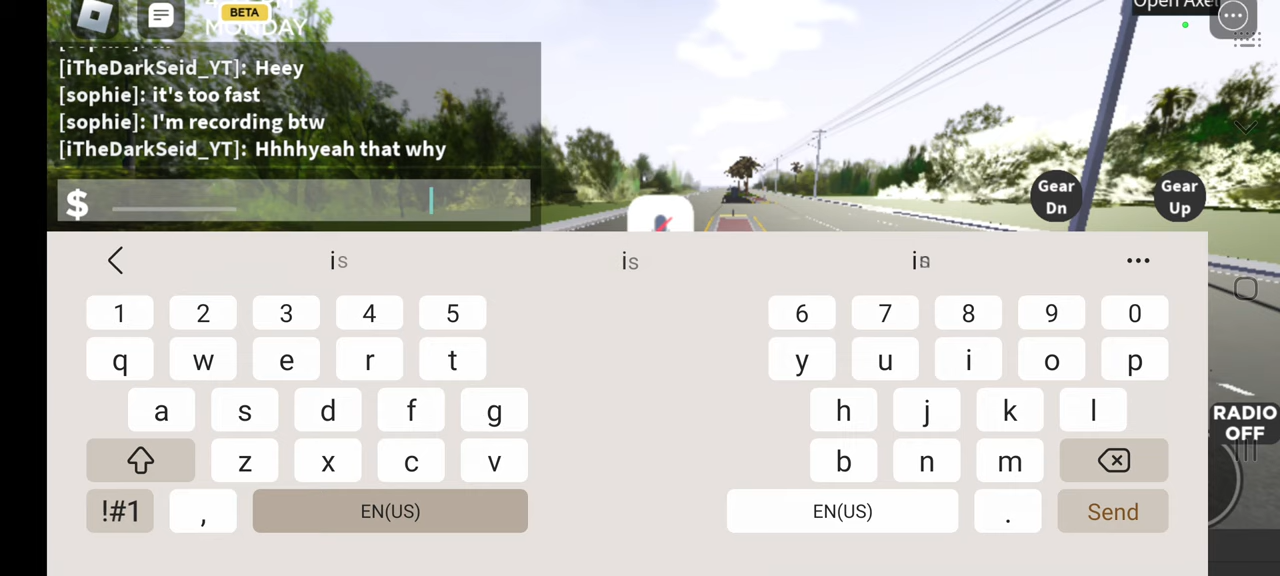 BETA
MONDAY
Open Axel
[iTheDarkSeid_YT]: Heey
[sophie]: it's too fast
[sophie]: I'm recording btw
[iTheDarkSeid_YT]: Hhhhyeah that why
$
Gear
Dn
Gear
Up
is is is
1 2 3 4 5 6 7 8 9 0
q w e r t y u i o p
a s d f g h j k l
z x c v b n m
!#1 , EN(US) EN(US) . Send
RADIO
OFF